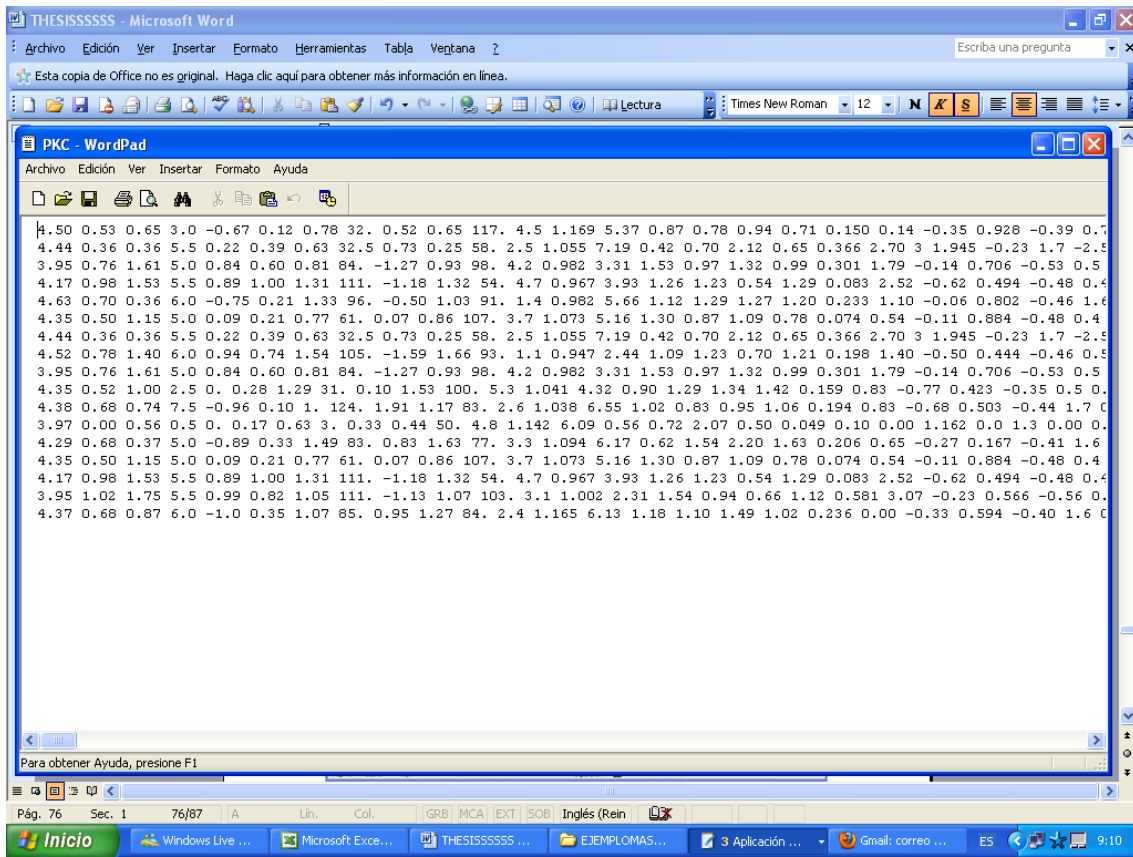 THESISSSSSS - Microsoft Word
Archivo Edición Ver Insertar Formato Herramientas Tabla Ventana ? Escriba una pregunta
Esta copia de Office no es original. Haga clic aquí para obtener más información en línea.
Lectura Times New Roman 12 N K S
PKC - WordPad
Archivo Edición Ver Insertar Formato Ayuda
4.50 0.53 0.65 3.0 -0.67 0.12 0.78 32. 0.52 0.65 117. 4.5 1.169 5.37 0.87 0.78 0.94 0.71 0.150 0.14 -0.35 0.928 -0.39 0.7
4.44 0.36 0.36 5.5 0.22 0.39 0.63 32.5 0.73 0.25 58. 2.5 1.055 7.19 0.42 0.70 2.12 0.65 0.366 2.70 3 1.945 -0.23 1.7 -2.5
3.95 0.76 1.61 5.0 0.84 0.60 0.81 84. -1.27 0.93 98. 4.2 0.982 3.31 1.53 0.97 1.32 0.99 0.301 1.79 -0.14 0.706 -0.53 0.5
4.17 0.98 1.53 5.5 0.89 1.00 1.31 111. -1.18 1.32 54. 4.7 0.967 3.93 1.26 1.23 0.54 1.29 0.083 2.52 -0.62 0.494 -0.48 0.4
4.63 0.70 0.36 6.0 -0.75 0.21 1.33 96. -0.50 1.03 91. 1.4 0.982 5.66 1.12 1.29 1.27 1.20 0.233 1.10 -0.06 0.802 -0.46 1.6
4.35 0.50 1.15 5.0 0.09 0.21 0.77 61. 0.07 0.86 107. 3.7 1.073 5.16 1.30 0.87 1.09 0.78 0.074 0.54 -0.11 0.884 -0.48 0.4
4.44 0.36 0.36 5.5 0.22 0.39 0.63 32.5 0.73 0.25 58. 2.5 1.055 7.19 0.42 0.70 2.12 0.65 0.366 2.70 3 1.945 -0.23 1.7 -2.5
4.52 0.78 1.40 6.0 0.94 0.74 1.54 105. -1.59 1.66 93. 1.1 0.947 2.44 1.09 1.23 0.70 1.21 0.198 1.40 -0.50 0.444 -0.46 0.5
3.95 0.76 1.61 5.0 0.84 0.60 0.81 84. -1.27 0.93 98. 4.2 0.982 3.31 1.53 0.97 1.32 0.99 0.301 1.79 -0.14 0.706 -0.53 0.5
4.35 0.52 1.00 2.5 0. 0.28 1.29 31. 0.10 1.53 100. 5.3 1.041 4.32 0.90 1.29 1.34 1.42 0.159 0.83 -0.77 0.423 -0.35 0.5 0.
4.38 0.68 0.74 7.5 -0.96 0.10 1. 124. 1.91 1.17 83. 2.6 1.038 6.55 1.02 0.83 0.95 1.06 0.194 0.83 -0.68 0.503 -0.44 1.7
3.97 0.00 0.56 0.5 0. 0.17 0.63 3. 0.33 0.44 50. 4.8 1.142 6.09 0.56 0.72 2.07 0.50 0.049 0.10 0.00 1.162 0.0 1.3 0.00 0.
4.29 0.68 0.37 5.0 -0.89 0.33 1.49 83. 0.83 1.63 77. 3.3 1.094 6.17 0.62 1.54 2.20 1.63 0.206 0.65 -0.27 0.167 -0.41 1.6
4.35 0.50 1.15 5.0 0.09 0.21 0.77 61. 0.07 0.86 107. 3.7 1.073 5.16 1.30 0.87 1.09 0.78 0.074 0.54 -0.11 0.884 -0.48 0.4
4.17 0.98 1.53 5.5 0.89 1.00 1.31 111. -1.18 1.32 54. 4.7 0.967 3.93 1.26 1.23 0.54 1.29 0.083 2.52 -0.62 0.494 -0.48 0.4
3.95 1.02 1.75 5.5 0.99 0.82 1.05 111. -1.13 1.07 103. 3.1 1.002 2.31 1.54 0.94 0.66 1.12 0.581 3.07 -0.23 0.566 -0.56 0.
4.37 0.68 0.87 6.0 -1.0 0.35 1.07 85. 0.95 1.27 84. 2.4 1.165 6.13 1.18 1.10 1.49 1.02 0.236 0.00 -0.33 0.594 -0.40 1.6
Para obtener Ayuda, presione F1
Pág. 76 Sec. 1 76/87 A Lín. Col. GRB MCA EXT SOB Inglés (Rein
Inicio Windows Live ... Microsoft Exce... THESISSSSSS ... EJEMPLOMAS... 3 Aplicación ... Gmail: correo ... ES 9:10